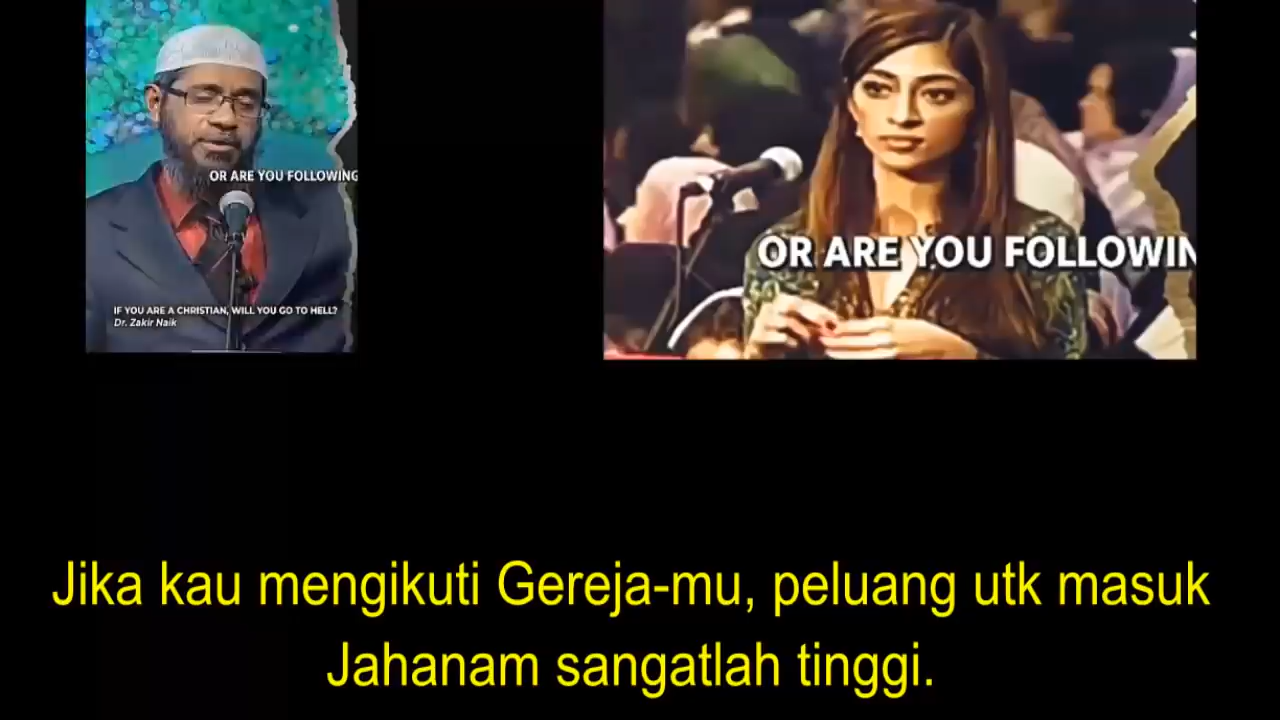 OR ARE YOU FOLLOWING
IF YOU ARE A CHRISTIAN, WILL YOU GO TO HELL?
Dr. Zakir Naik
OR ARE YOU FOLLOWIN
Jika kau mengikuti Gereja-mu, peluang utk masuk
Jahanam sangatlah tinggi.